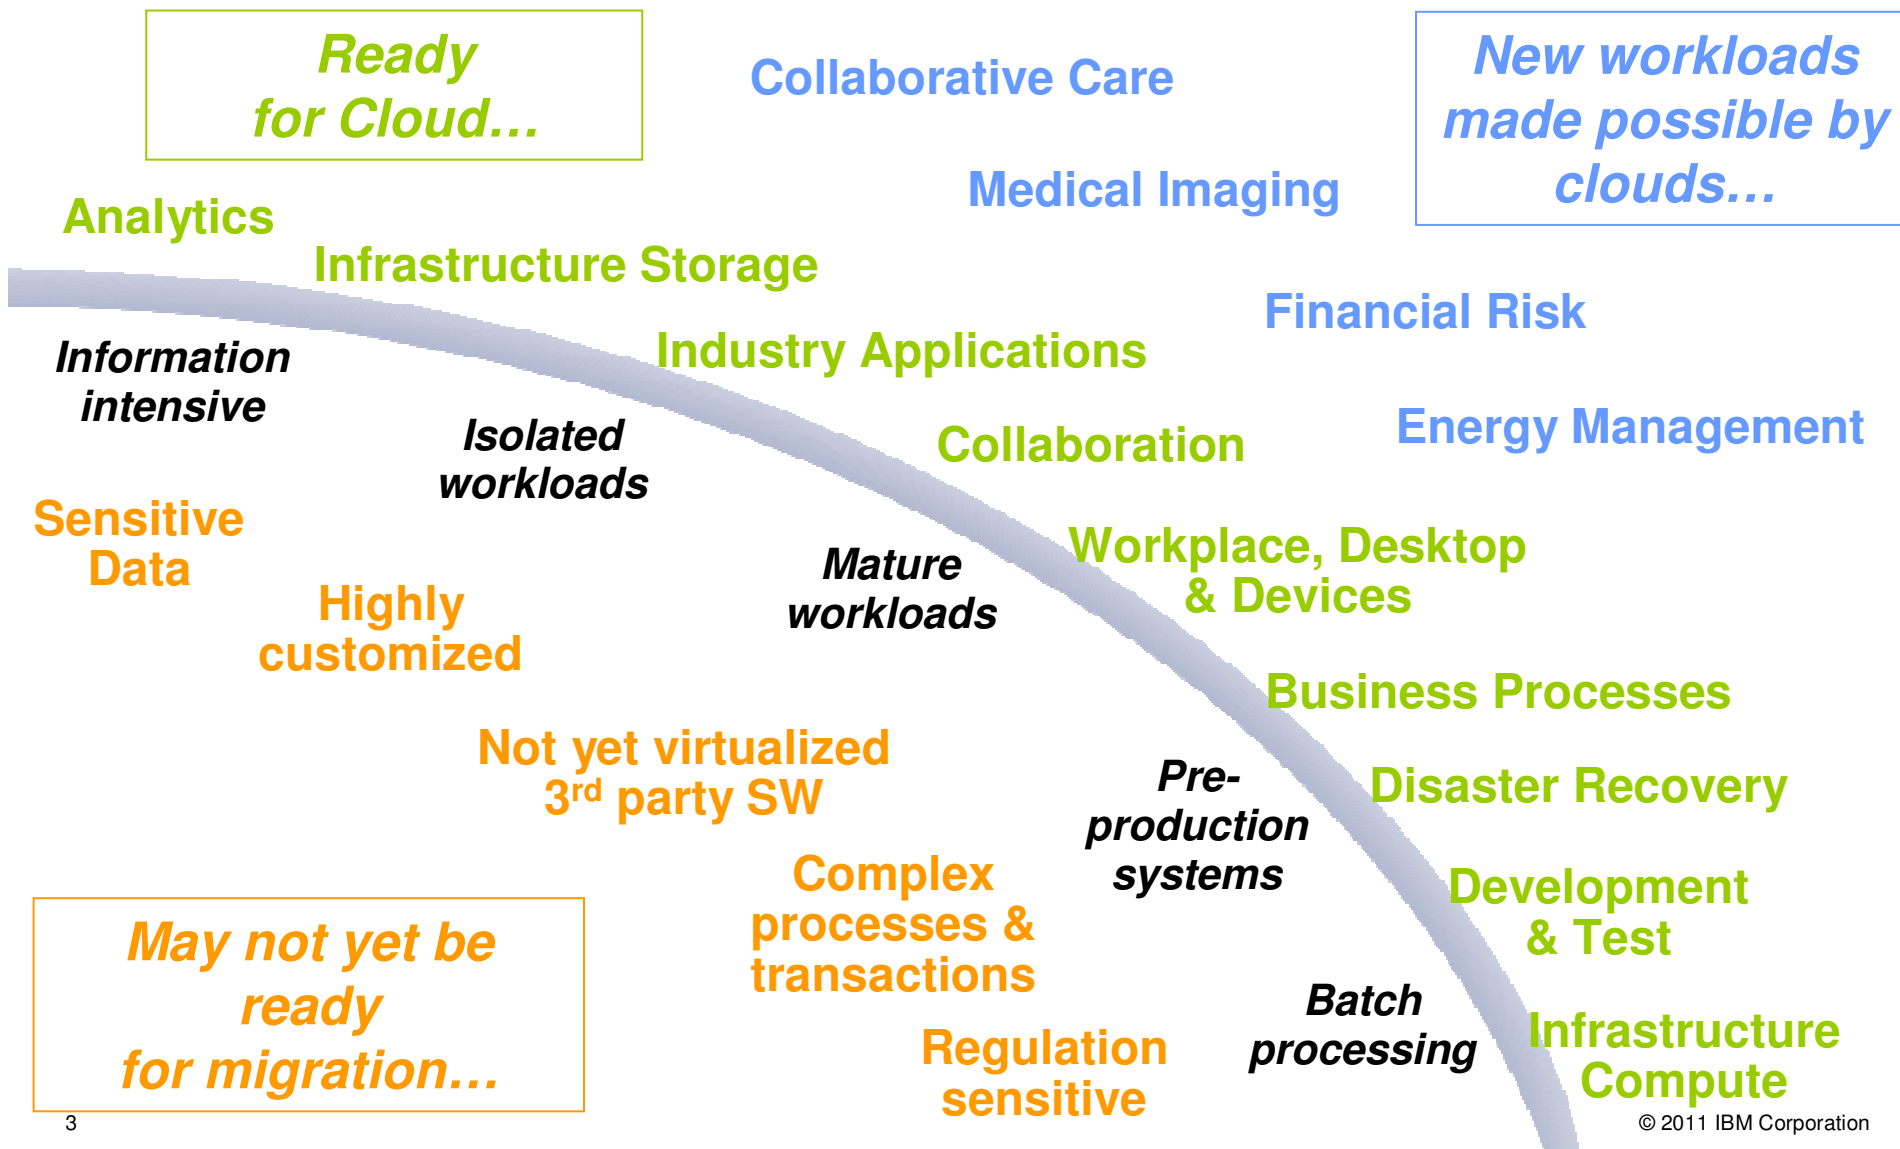 Ready
for Cloud…
Collaborative Care
New workloads
made possible by
clouds…
Medical Imaging
Analytics
Infrastructure Storage
Financial Risk
Industry Applications
Information
intensive
Isolated
workloads
Collaboration
Energy Management
Sensitive
Data
Workplace, Desktop
& Devices
Mature
workloads
Highly
customized
Business Processes
Not yet virtualized
3rd party SW
Pre-
production
systems
Disaster Recovery
Complex
processes &
transactions
Development
& Test
May not yet be
ready
for migration…
Batch
processing
Regulation
sensitive
Infrastructure
Compute
3
© 2011 IBM Corporation